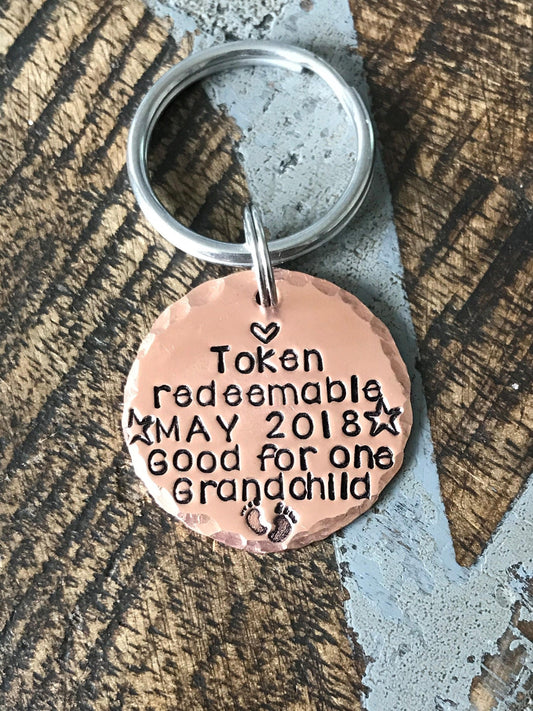 Token
redeemable
MAY 2018
Good for one
Grandchild